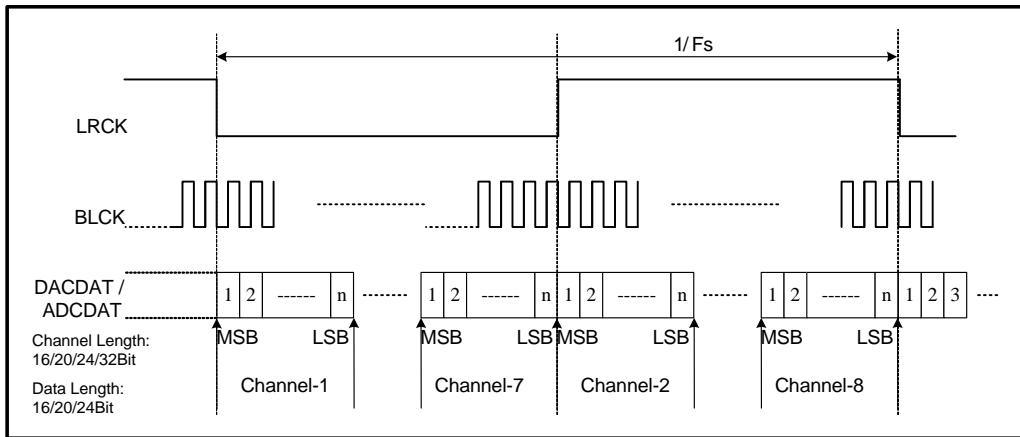 1/ Fs
LRCK
BLCK
DACDAT /
ADCDAT
1 2 ------ n 1 2 ------ n 1 2 ------ n 1 2 ------ n 1 2 3
MSB LSB MSB LSB MSB LSB MSB LSB
Channel Length:
16/20/24/32Bit
Data Length:
16/20/24Bit
Channel-1 Channel-7 Channel-2 Channel-8